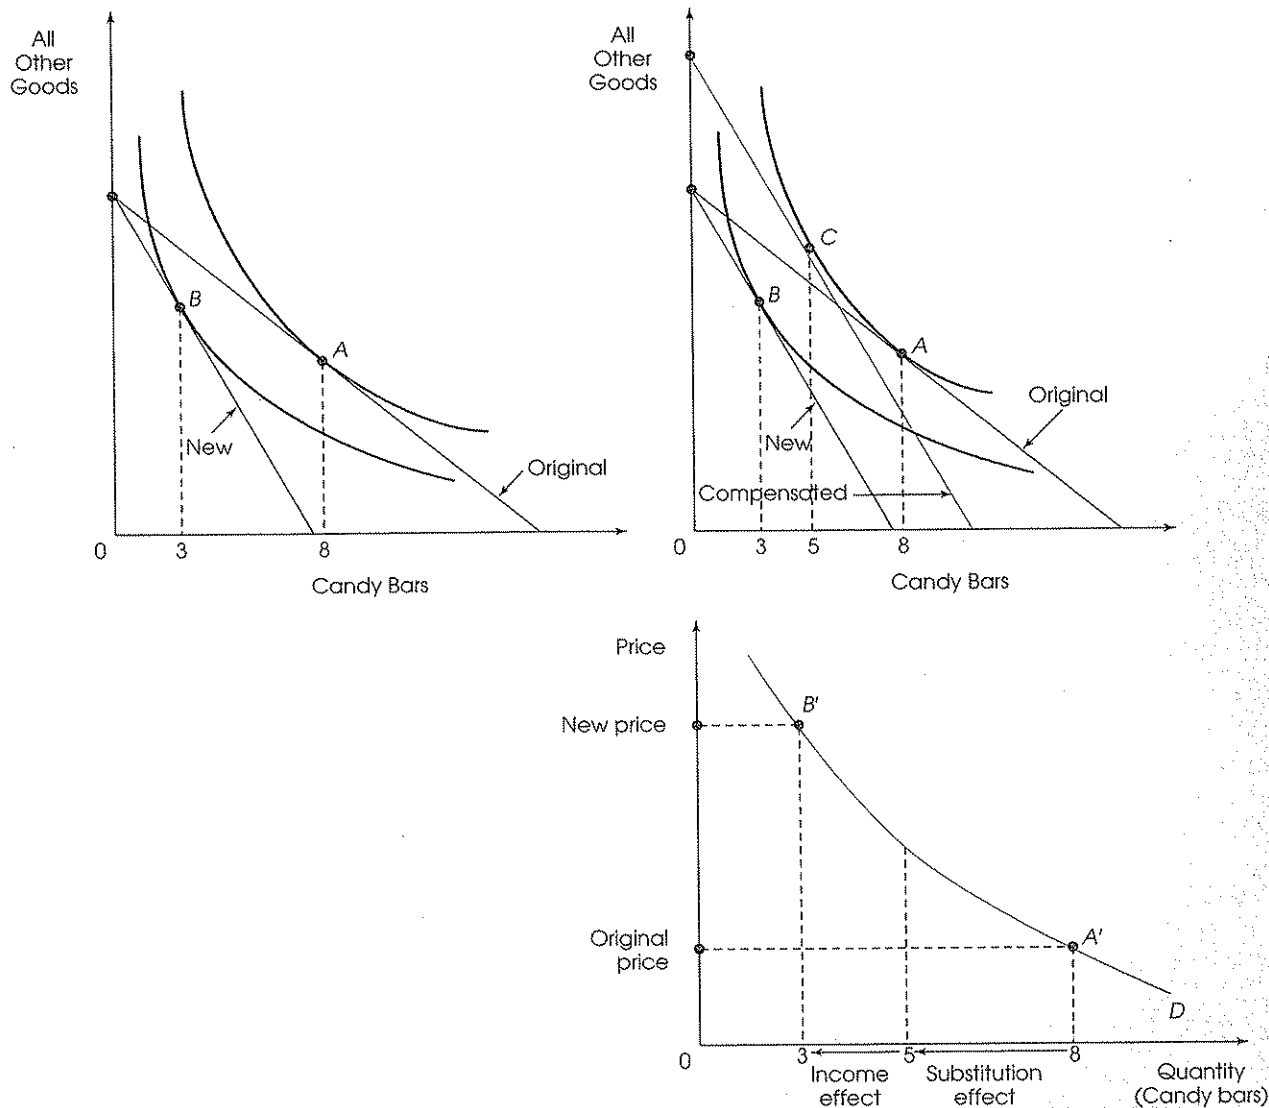 All
Other
Goods
B
A
New
Original
0
3
8
Candy Bars
All
Other
Goods
C
B
A
Original
New
Compensated
0
3
5
8
Candy Bars
Price
B'
New price
Original
price
A'
D
0
3
5
8
Income
effect
Substitution
effect
Quantity
(Candy bars)